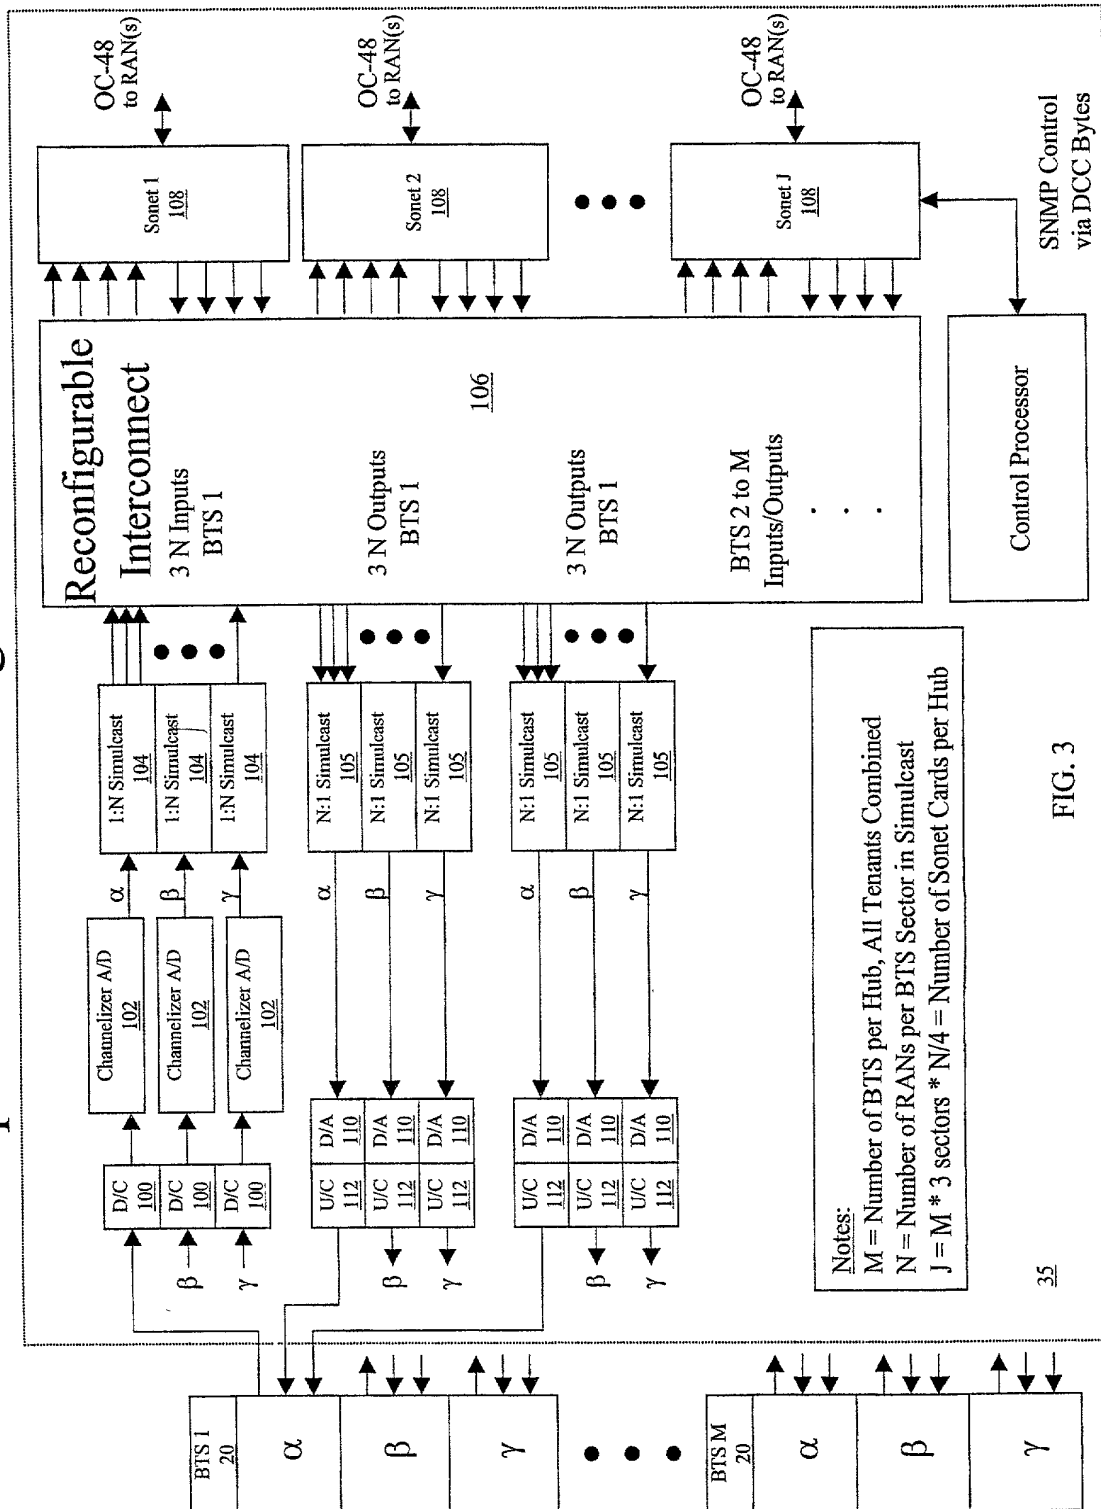 BTS 1
20
α
β
γ
BTS M
20
α
β
γ
D/C
100
D/C
100
D/C
100
β
γ
Channelizer A/D
102
Channelizer A/D
102
Channelizer A/D
102
α
β
γ
1:N Simulcast
104
1:N Simulcast
104
1:N Simulcast
104
U/C
112
D/A
110
U/C
112
D/A
110
U/C
112
D/A
110
β
γ
α
β
γ
N:1 Simulcast
105
N:1 Simulcast
105
N:1 Simulcast
105
U/C
112
D/A
110
U/C
112
D/A
110
U/C
112
D/A
110
β
γ
α
β
γ
N:1 Simulcast
105
N:1 Simulcast
105
N:1 Simulcast
105
Reconfigurable
Interconnect
3 N Inputs
BTS 1
3 N Outputs
BTS 1
106
3 N Outputs
BTS 1
BTS 2 to M
Inputs/Outputs
Sonet 1
108
OC-48
to RAN(s)
Sonet 2
108
OC-48
to RAN(s)
Sonet J
108
OC-48
to RAN(s)
Control Processor
SNMP Control
via DCC Bytes
Notes:
M = Number of BTS per Hub, All Tenants Combined
N = Number of RANs per BTS Sector in Simulcast
J = M * 3 sectors * N/4 = Number of Sonet Cards per Hub
35
FIG. 3